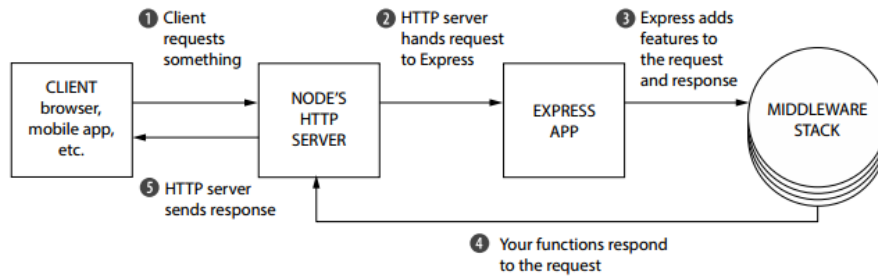 1 Client
requests
something
2 HTTP server
hands request
to Express
3 Express adds
features to
the request
and response
CLIENT
browser,
mobile app,
etc.
NODE'S
HTTP
SERVER
EXPRESS
APP
MIDDLEWARE
STACK
5 HTTP server
sends response
4 Your functions respond
to the request